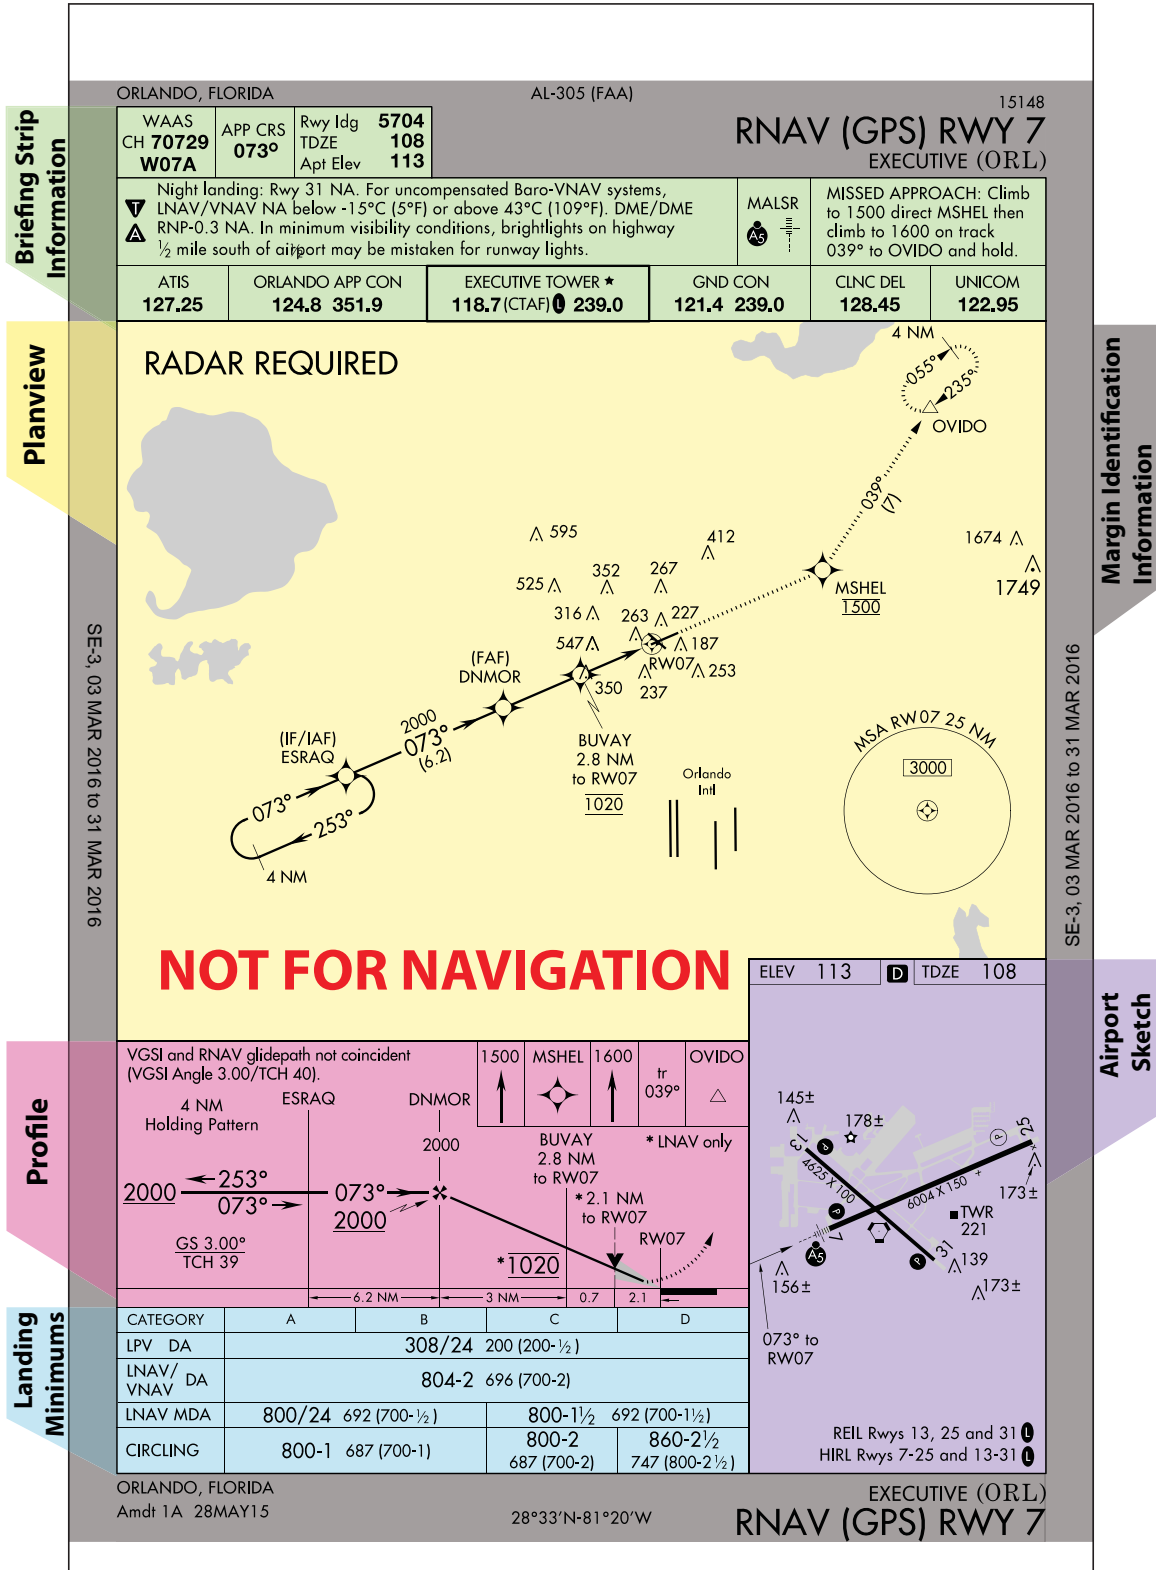 ORLANDO, FLORIDA
AL-305 (FAA)
15148
RNAV (GPS) RWY 7
EXECUTIVE (ORL)
Briefing Strip
Information
WAAS
CH 70729
W07A
APP CRS
073°
Rwy ldg 5704
TDZE 108
Apt Elev 113
T
A
Night landing: Rwy 31 NA. For uncompensated Baro-VNAV systems,
LNAV/VNAV NA below -15°C (5°F) or above 43°C (109°F). DME/DME
RNP-0.3 NA. In minimum visibility conditions, brightlights on highway
½ mile south of airport may be mistaken for runway lights.
MALSR
A5
MISSED APPROACH: Climb
to 1500 direct MSHEL then
climb to 1600 on track
039° to OVIDO and hold.
ATIS
127.25
ORLANDO APP CON
124.8 351.9
EXECUTIVE TOWER ★
118.7 (CTAF) L 239.0
GND CON
121.4 239.0
CLNC DEL
128.45
UNICOM
122.95
Planview
Margin Identification
Information
RADAR REQUIRED
4 NM
055°
235°
OVIDO
039°
(7)
595
412
1674
1749
525
352
267
MSHEL
1500
316
263
227
547
RW07
187
253
237
350
(FAF)
DNMOR
2000
073°
(6.2)
(IF/IAF)
ESRAQ
BUVAY
2.8 NM
to RW07
1020
Orlando
Intl
MSA RW07 25 NM
3000
073°
253°
4 NM
SE-3, 03 MAR 2016 to 31 MAR 2016
SE-3, 03 MAR 2016 to 31 MAR 2016
NOT FOR NAVIGATION
Airport
Sketch
ELEV 113
D
TDZE 108
145±
178±
13
25
P
P
4625 X 100
6004 X 150
173±
P
TWR
221
7
A5
31
P
139
156±
173±
073° to
RW07
REIL Rwys 13, 25 and 31 L
HIRL Rwys 7-25 and 13-31 L
Profile
VGSI and RNAV glidepath not coincident
(VGSI Angle 3.00/TCH 40).
1500
MSHEL
1600
tr
039°
OVIDO
4 NM
Holding Pattern
ESRAQ
DNMOR
2000
BUVAY
2.8 NM
to RW07
* LNAV only
2000
253°
073°
073°
2000
*2.1 NM
to RW07
RW07
GS 3.00°
TCH 39
*1020
6.2 NM
3 NM
0.7
2.1
Landing
Minimums
CATEGORY A B C D
LPV DA 308/24 200 (200-½)
LNAV/
VNAV DA 804-2 696 (700-2)
LNAV MDA 800/24 692 (700-½) 800-1½ 692 (700-1½)
CIRCLING 800-1 687 (700-1)
800-2
687 (700-2)
860-2½
747 (800-2½)
ORLANDO, FLORIDA
Amdt 1A 28MAY15
28°33'N-81°20'W
EXECUTIVE (ORL)
RNAV (GPS) RWY 7